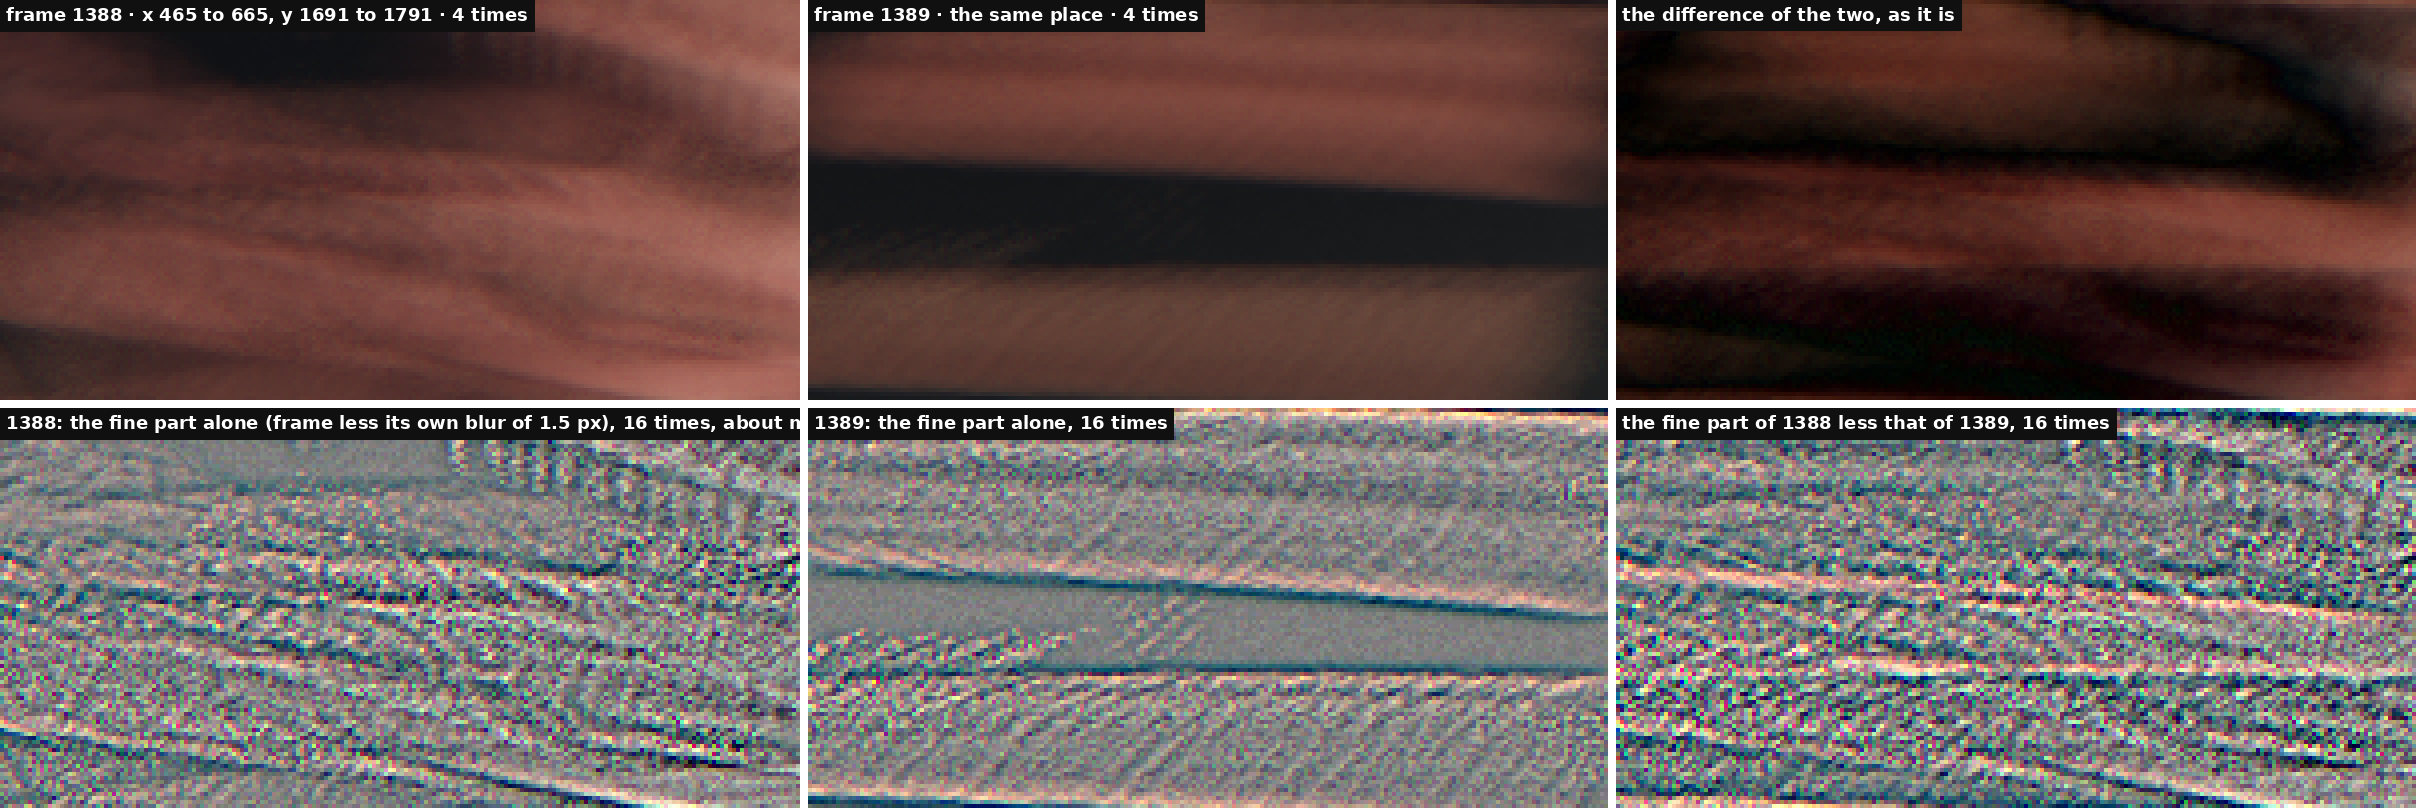 frame 1388 · x 465 to 665, y 1691 to 1791 · 4 times
frame 1389 · the same place · 4 times
the difference of the two, as it is
1388: the fine part alone (frame less its own blur of 1.5 px), 16 times, about
1389: the fine part alone, 16 times
the fine part of 1388 less that of 1389, 16 times